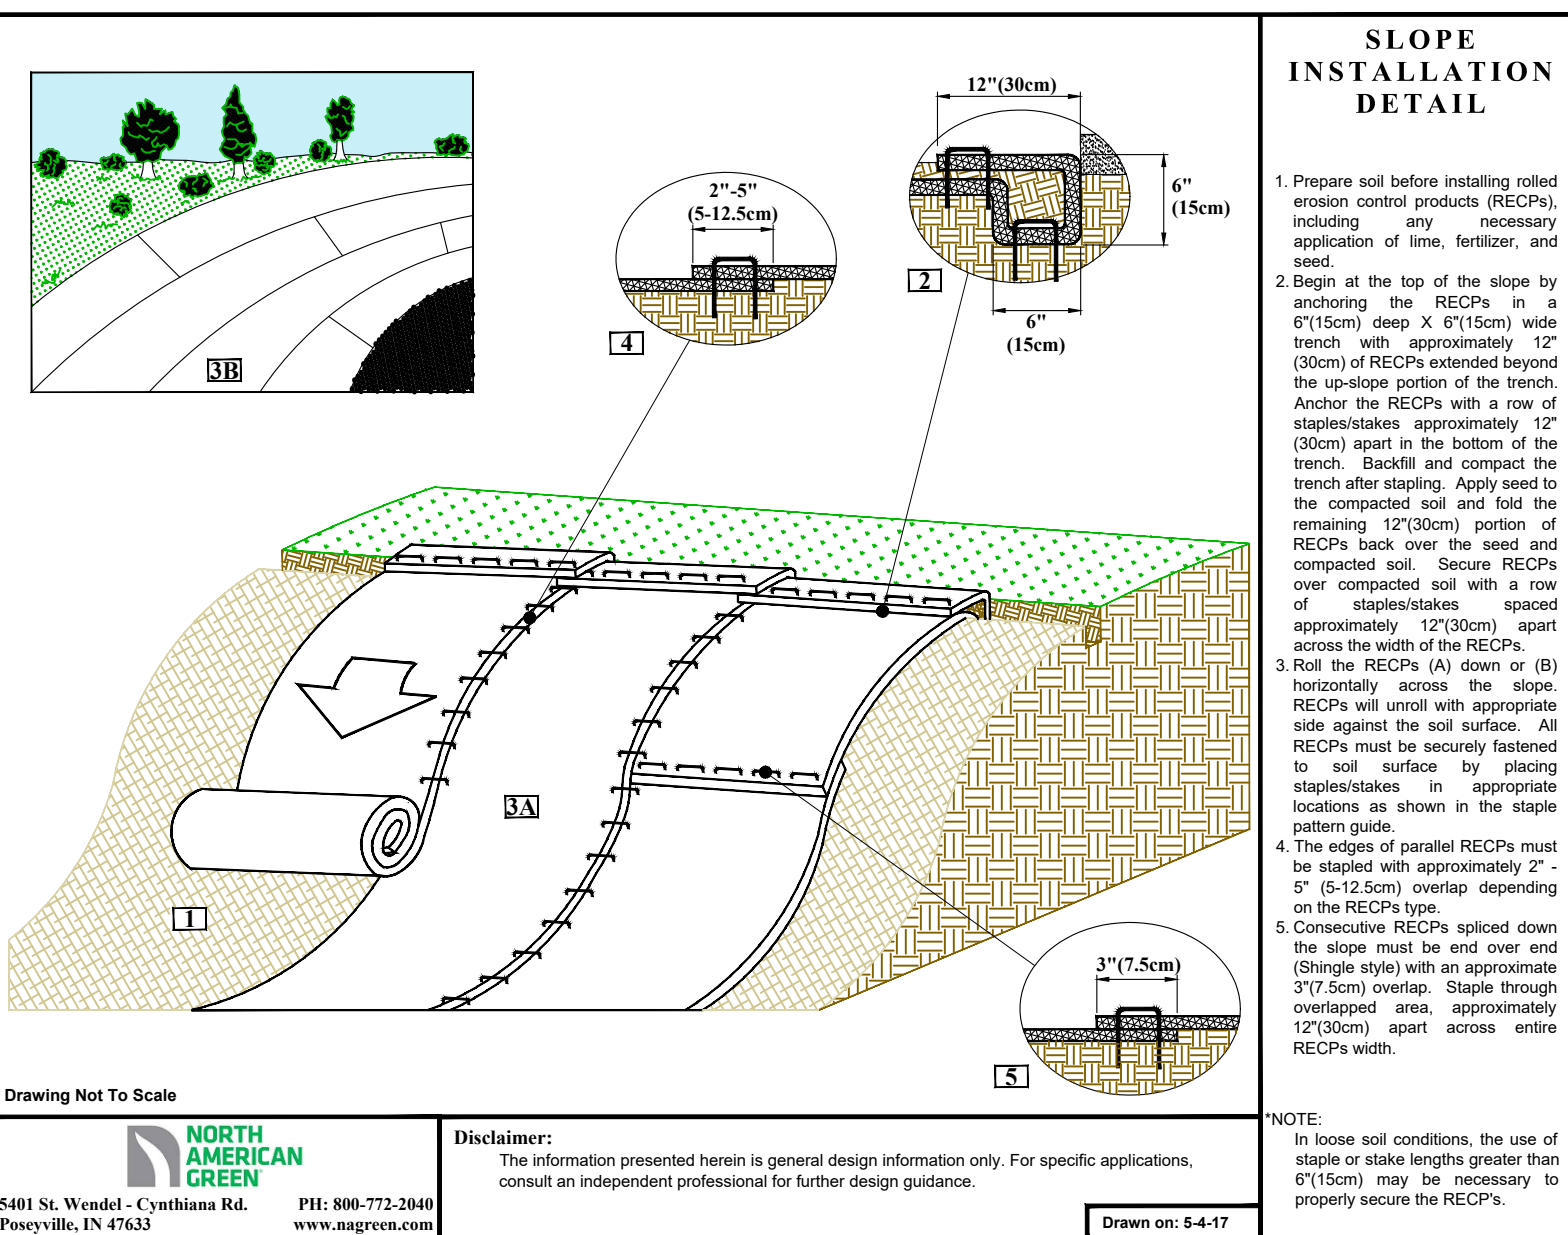 SLOPE
INSTALLATION
DETAIL
12"(30cm)
6"
(15cm)
2
6"
(15cm)
2"-5"
(5-12.5cm)
4
3B
3A
1
3"(7.5cm)
5
1. Prepare soil before installing rolled
erosion control products (RECPs),
including any necessary
application of lime, fertilizer, and
seed.
2. Begin at the top of the slope by
anchoring the RECPs in a
6"(15cm) deep X 6"(15cm) wide
trench with approximately 12"
(30cm) of RECPs extended beyond
the up-slope portion of the trench.
Anchor the RECPs with a row of
staples/stakes approximately 12"
(30cm) apart in the bottom of the
trench. Backfill and compact the
trench after stapling. Apply seed to
the compacted soil and fold the
remaining 12"(30cm) portion of
RECPs back over the seed and
compacted soil. Secure RECPs
over compacted soil with a row
of staples/stakes spaced
approximately 12"(30cm) apart
across the width of the RECPs.
3. Roll the RECPs (A) down or (B)
horizontally across the slope.
RECPs will unroll with appropriate
side against the soil surface. All
RECPs must be securely fastened
to soil surface by placing
staples/stakes in appropriate
locations as shown in the staple
pattern guide.
4. The edges of parallel RECPs must
be stapled with approximately 2" -
5" (5-12.5cm) overlap depending
on the RECPs type.
5. Consecutive RECPs spliced down
the slope must be end over end
(Shingle style) with an approximate
3"(7.5cm) overlap. Staple through
overlapped area, approximately
12"(30cm) apart across entire
RECPs width.
*NOTE:
In loose soil conditions, the use of
staple or stake lengths greater than
6"(15cm) may be necessary to
properly secure the RECP's.
Drawing Not To Scale
NORTH
AMERICAN
GREEN
5401 St. Wendel - Cynthiana Rd.
Poseyville, IN 47633
PH: 800-772-2040
www.nagreen.com
Disclaimer:
The information presented herein is general design information only. For specific applications,
consult an independent professional for further design guidance.
Drawn on: 5-4-17